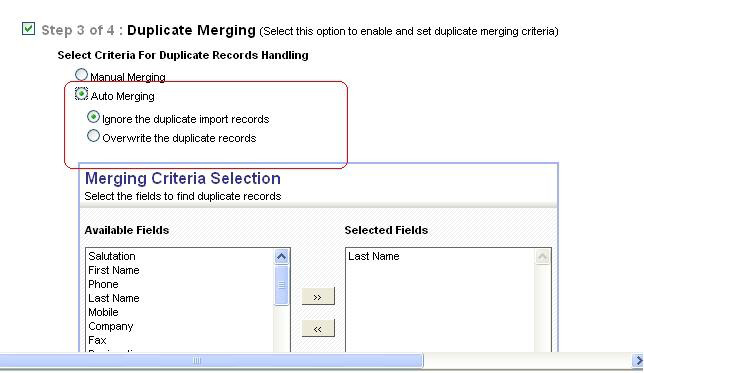 Step 3 of 4 : Duplicate Merging (Select this option to enable and set duplicate merging criteria)
Select Criteria For Duplicate Records Handling
Manual Merging
Auto Merging
Ignore the duplicate import records
Overwrite the duplicate records
Merging Criteria Selection
Select the fields to find duplicate records
Available Fields
Selected Fields
Salutation
First Name
Phone
Last Name
Mobile
Company
Fax
>>
<<
Last Name